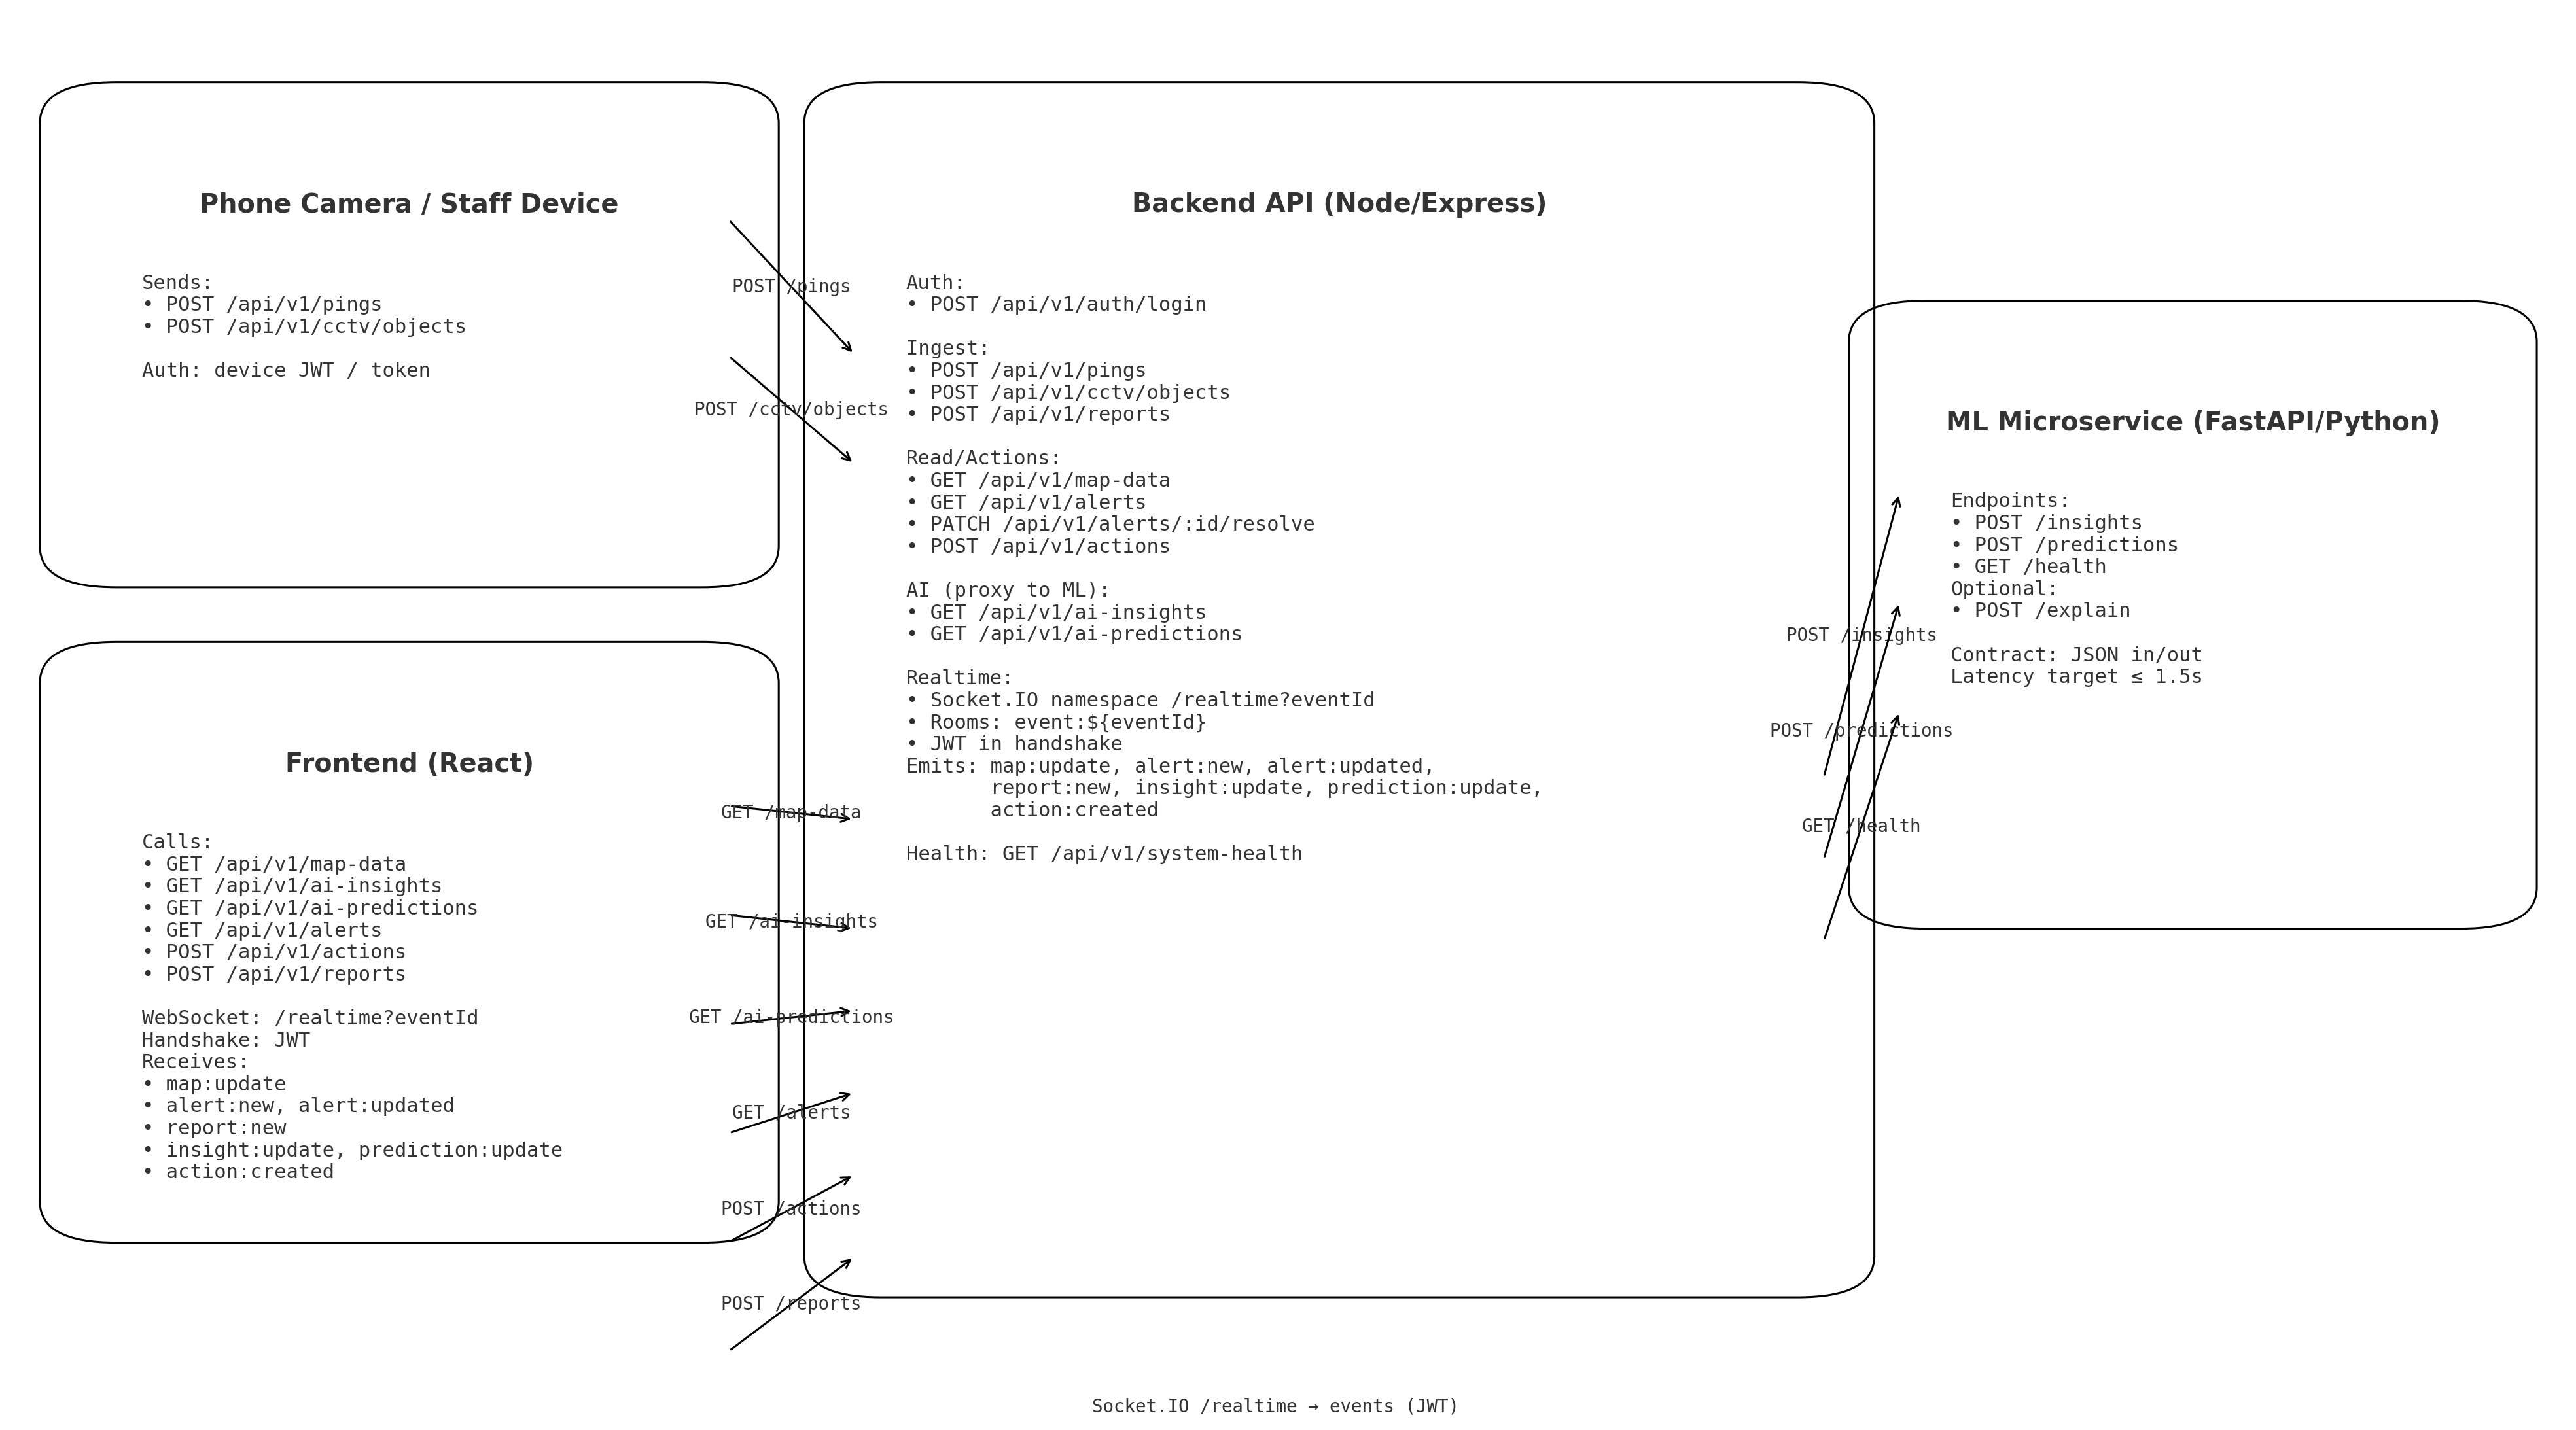 Phone Camera / Staff Device
Sends:
• POST /api/v1/pings
• POST /api/v1/cctv/objects
Auth: device JWT / token
POST /pings
POST /cctv/objects
Backend API (Node/Express)
Auth:
• POST /api/v1/auth/login
Ingest:
• POST /api/v1/pings
• POST /api/v1/cctv/objects
• POST /api/v1/reports
Read/Actions:
• GET /api/v1/map-data
• GET /api/v1/alerts
• PATCH /api/v1/alerts/:id/resolve
• POST /api/v1/actions
AI (proxy to ML):
• GET /api/v1/ai-insights
• GET /api/v1/ai-predictions
Realtime:
• Socket.IO namespace /realtime?eventId
• Rooms: event:${eventId}
• JWT in handshake
Emits: map:update, alert:new, alert:updated,
report:new, insight:update, prediction:update,
action:created
Health: GET /api/v1/system-health
POST /insights
POST /predictions
GET /health
ML Microservice (FastAPI/Python)
Endpoints:
• POST /insights
• POST /predictions
• GET /health
Optional:
• POST /explain
Contract: JSON in/out
Latency target ≤ 1.5s
Frontend (React)
Calls:
• GET /api/v1/map-data
• GET /api/v1/ai-insights
• GET /api/v1/ai-predictions
• GET /api/v1/alerts
• POST /api/v1/actions
• POST /api/v1/reports
WebSocket: /realtime?eventId
Handshake: JWT
Receives:
• map:update
• alert:new, alert:updated
• report:new
• insight:update, prediction:update
• action:created
GET /map-data
GET /ai-insights
GET /ai-predictions
GET /alerts
POST /actions
POST /reports
Socket.IO /realtime → events (JWT)